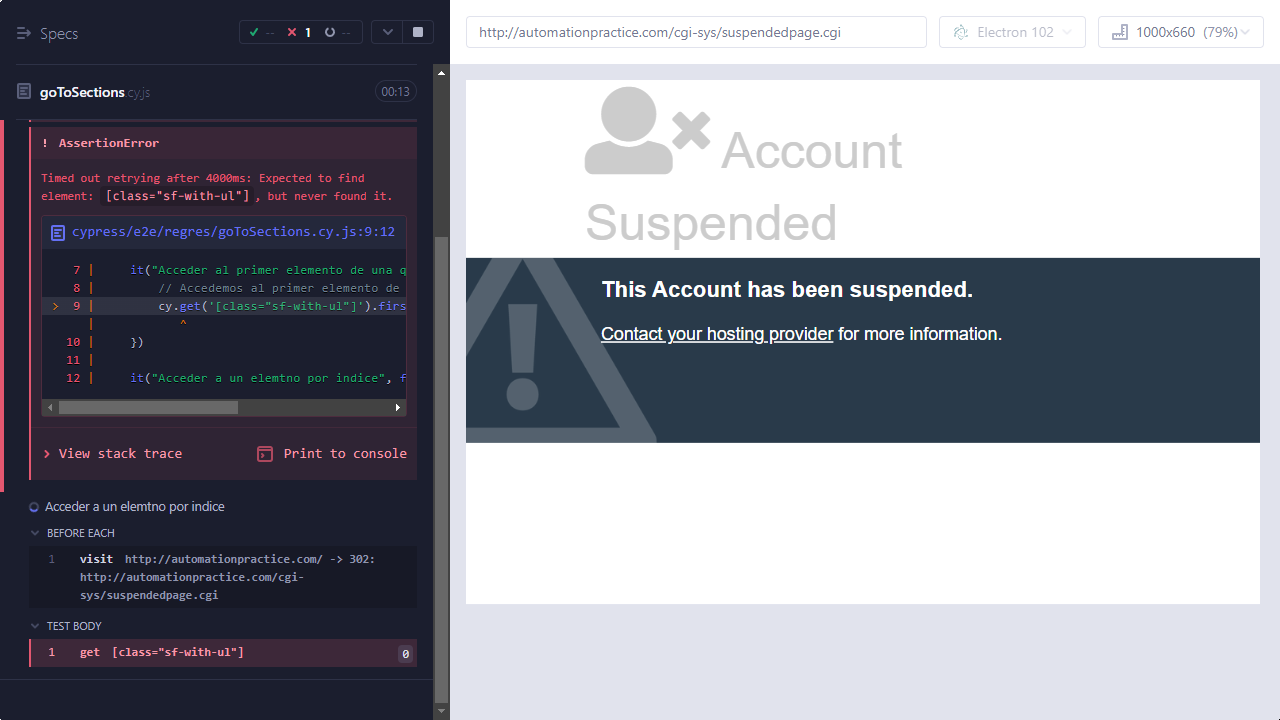 Specs
-- 1 --
goToSections.cy.js 00:13
! AssertionError
Timed out retrying after 4000ms: Expected to find
element: [class="sf-with-ul"], but never found it.
cypress/e2e/regres/goToSections.cy.js:9:12
7 | it("Acceder al primer elemento de una q
8 | // Accedemos al primer elemento de
> 9 | cy.get('[class="sf-with-ul"]').firs
| ^
10 | })
11 |
12 | it("Acceder a un elemtno por indice", f
View stack trace Print to console
Acceder a un elemtno por indice
BEFORE EACH
1 visit http://automationpractice.com/ -> 302:
http://automationpractice.com/cgi-
sys/suspendedpage.cgi
TEST BODY
1 get [class="sf-with-ul"] 0
http://automationpractice.com/cgi-sys/suspendedpage.cgi Electron 102 1000x660 (79%)
Account
Suspended
This Account has been suspended.
Contact your hosting provider for more information.